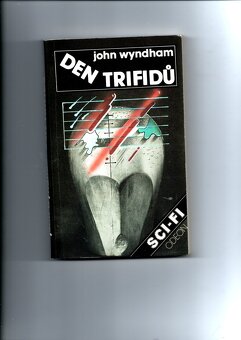 john wyndham
DEN TRIFIDŮ
SCI-FI
ODEON